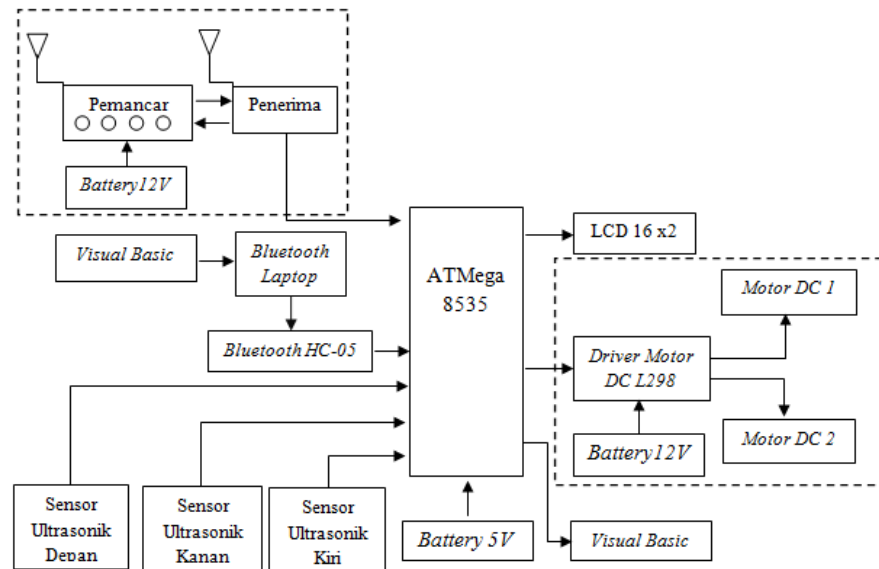 Pemancar
Penerima
Battery12V
Visual Basic
Bluetooth
Laptop
Bluetooth HC-05
ATMega
8535
LCD 16 x2
Motor DC 1
Driver Motor
DC L298
Battery12V
Motor DC 2
Sensor
Ultrasonik
Depan
Sensor
Ultrasonik
Kanan
Sensor
Ultrasonik
Kiri
Battery 5V
Visual Basic